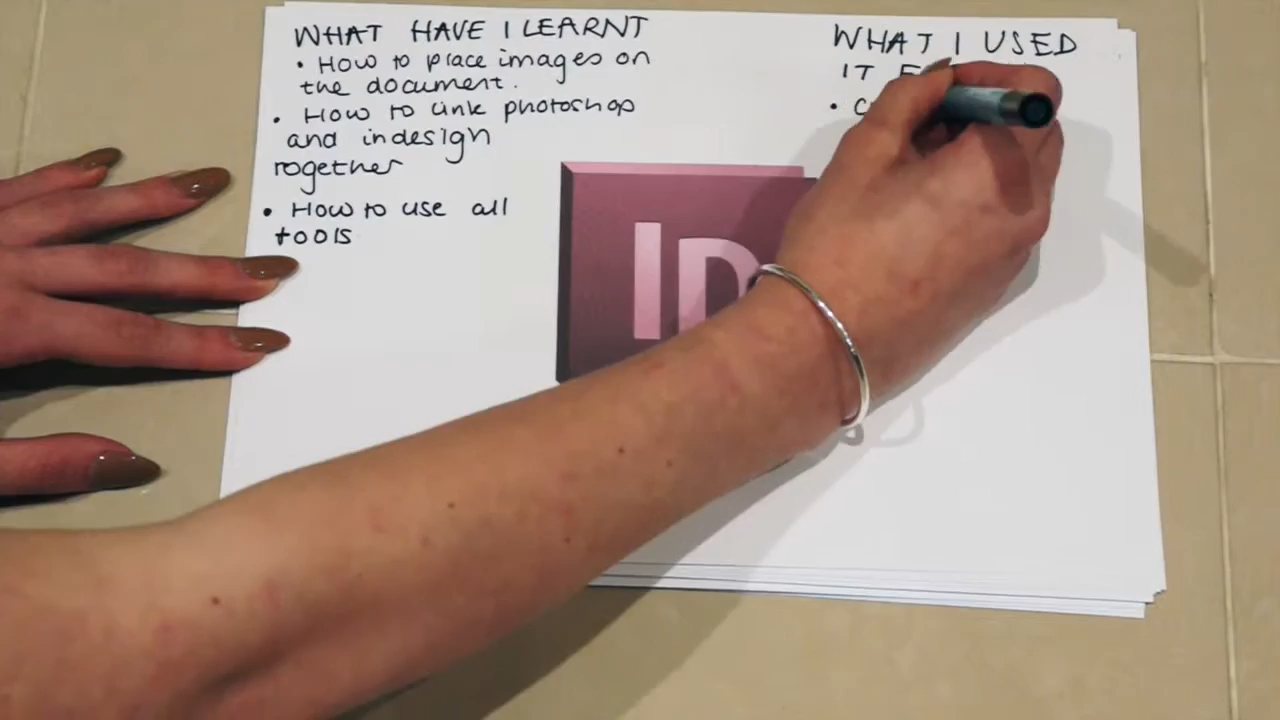 WHAT HAVE I LEARNT
• How to place images on
the document.
• How to link photoshop
and indesign
together
• How to use all
tools
WHAT I USED
IT
•
ID